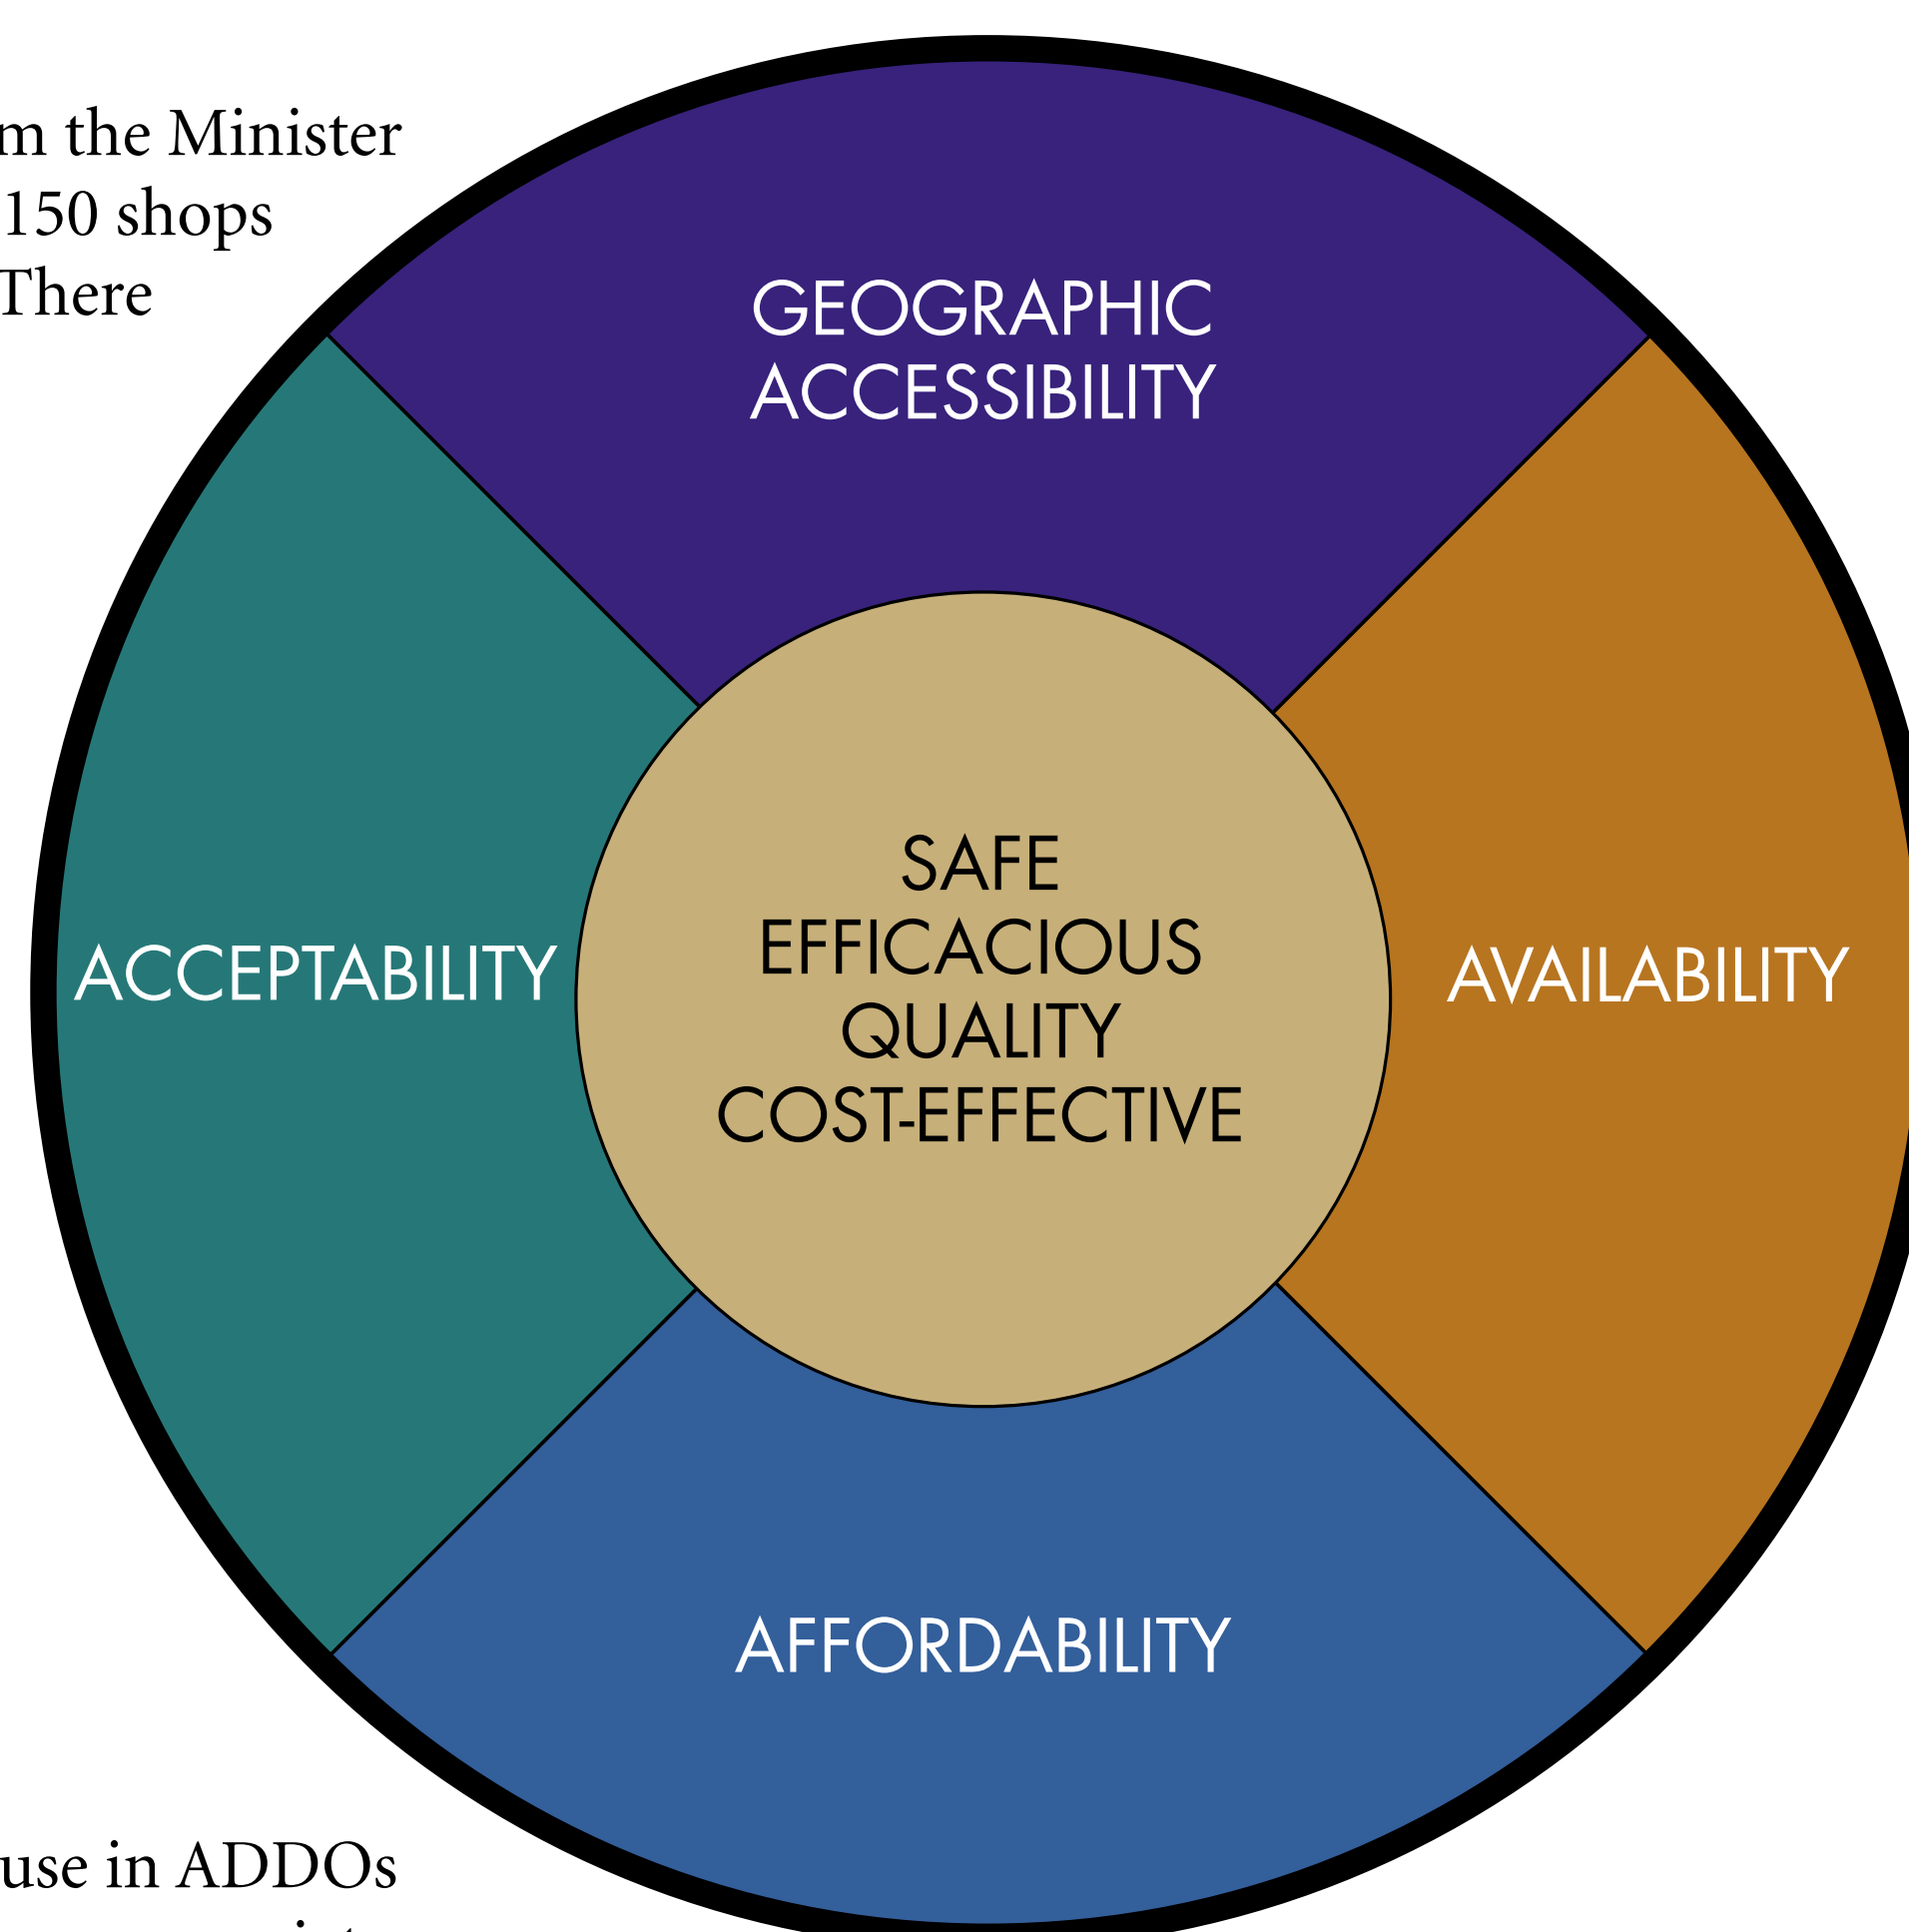 m the Minister
150 shops
There
GEOGRAPHIC
ACCESSIBILITY
ACCEPTABILITY
SAFE
EFFICACIOUS
QUALITY
COST-EFFECTIVE
AVAILABILITY
AFFORDABILITY
use in ADDOs